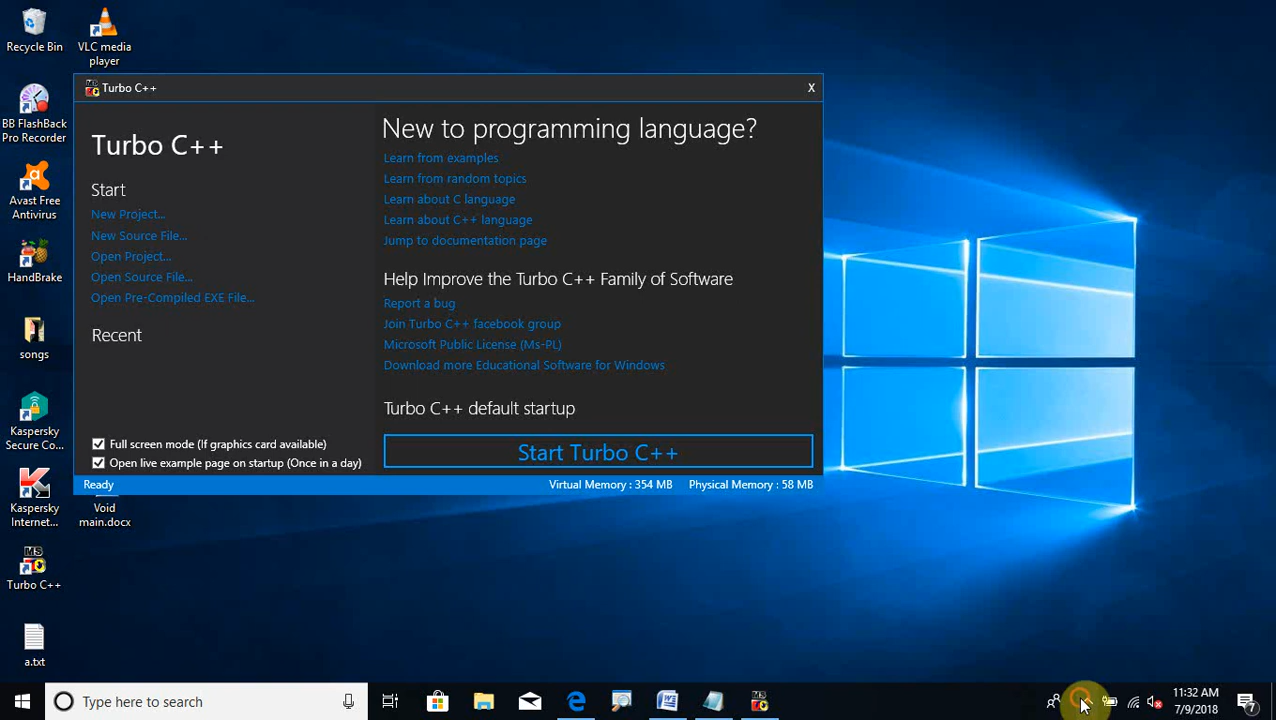 Recycle Bin
VLC media
player
BB FlashBack
Pro Recorder
Avast Free
Antivirus
HandBrake
songs
Kaspersky
Secure Co...
Kaspersky
Internet...
Void
main.docx
MS
Turbo C++
a.txt
MS
Turbo C++
X
Turbo C++
Start
New Project...
New Source File...
Open Project...
Open Source File...
Open Pre-Compiled EXE File...
Recent
Full screen mode (If graphics card available)
Open live example page on startup (Once in a day)
New to programming language?
Learn from examples
Learn from random topics
Learn about C language
Learn about C++ language
Jump to documentation page
Help Improve the Turbo C++ Family of Software
Report a bug
Join Turbo C++ facebook group
Microsoft Public License (Ms-PL)
Download more Educational Software for Windows
Turbo C++ default startup
Start Turbo C++
Ready
Virtual Memory : 354 MB
Physical Memory : 58 MB
Type here to search
MS
11:32 AM
7/9/2018
7